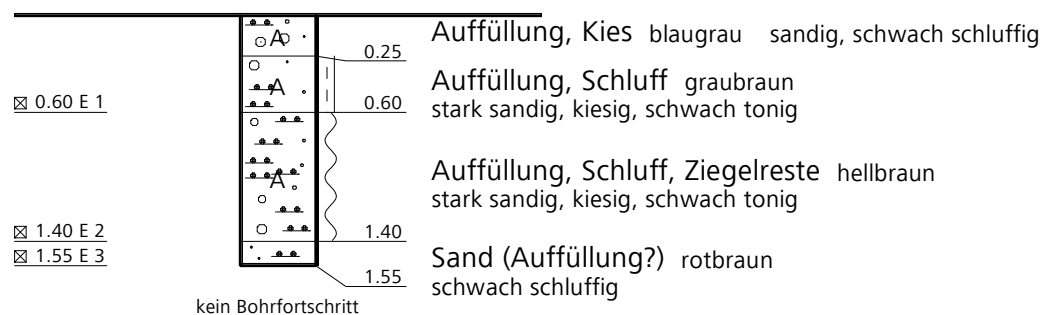 Auffüllung, Kies blaugrau sandig, schwach schluffig
A
0.25
Auffüllung, Schluff graubraun
stark sandig, kiesig, schwach tonig
A
0.60 E 1
0.60
Auffüllung, Schluff, Ziegelreste hellbraun
stark sandig, kiesig, schwach tonig
A
1.40 E 2
1.40
1.55 E 3
Sand (Auffüllung?) rotbraun
schwach schluffig
1.55
kein Bohrfortschritt